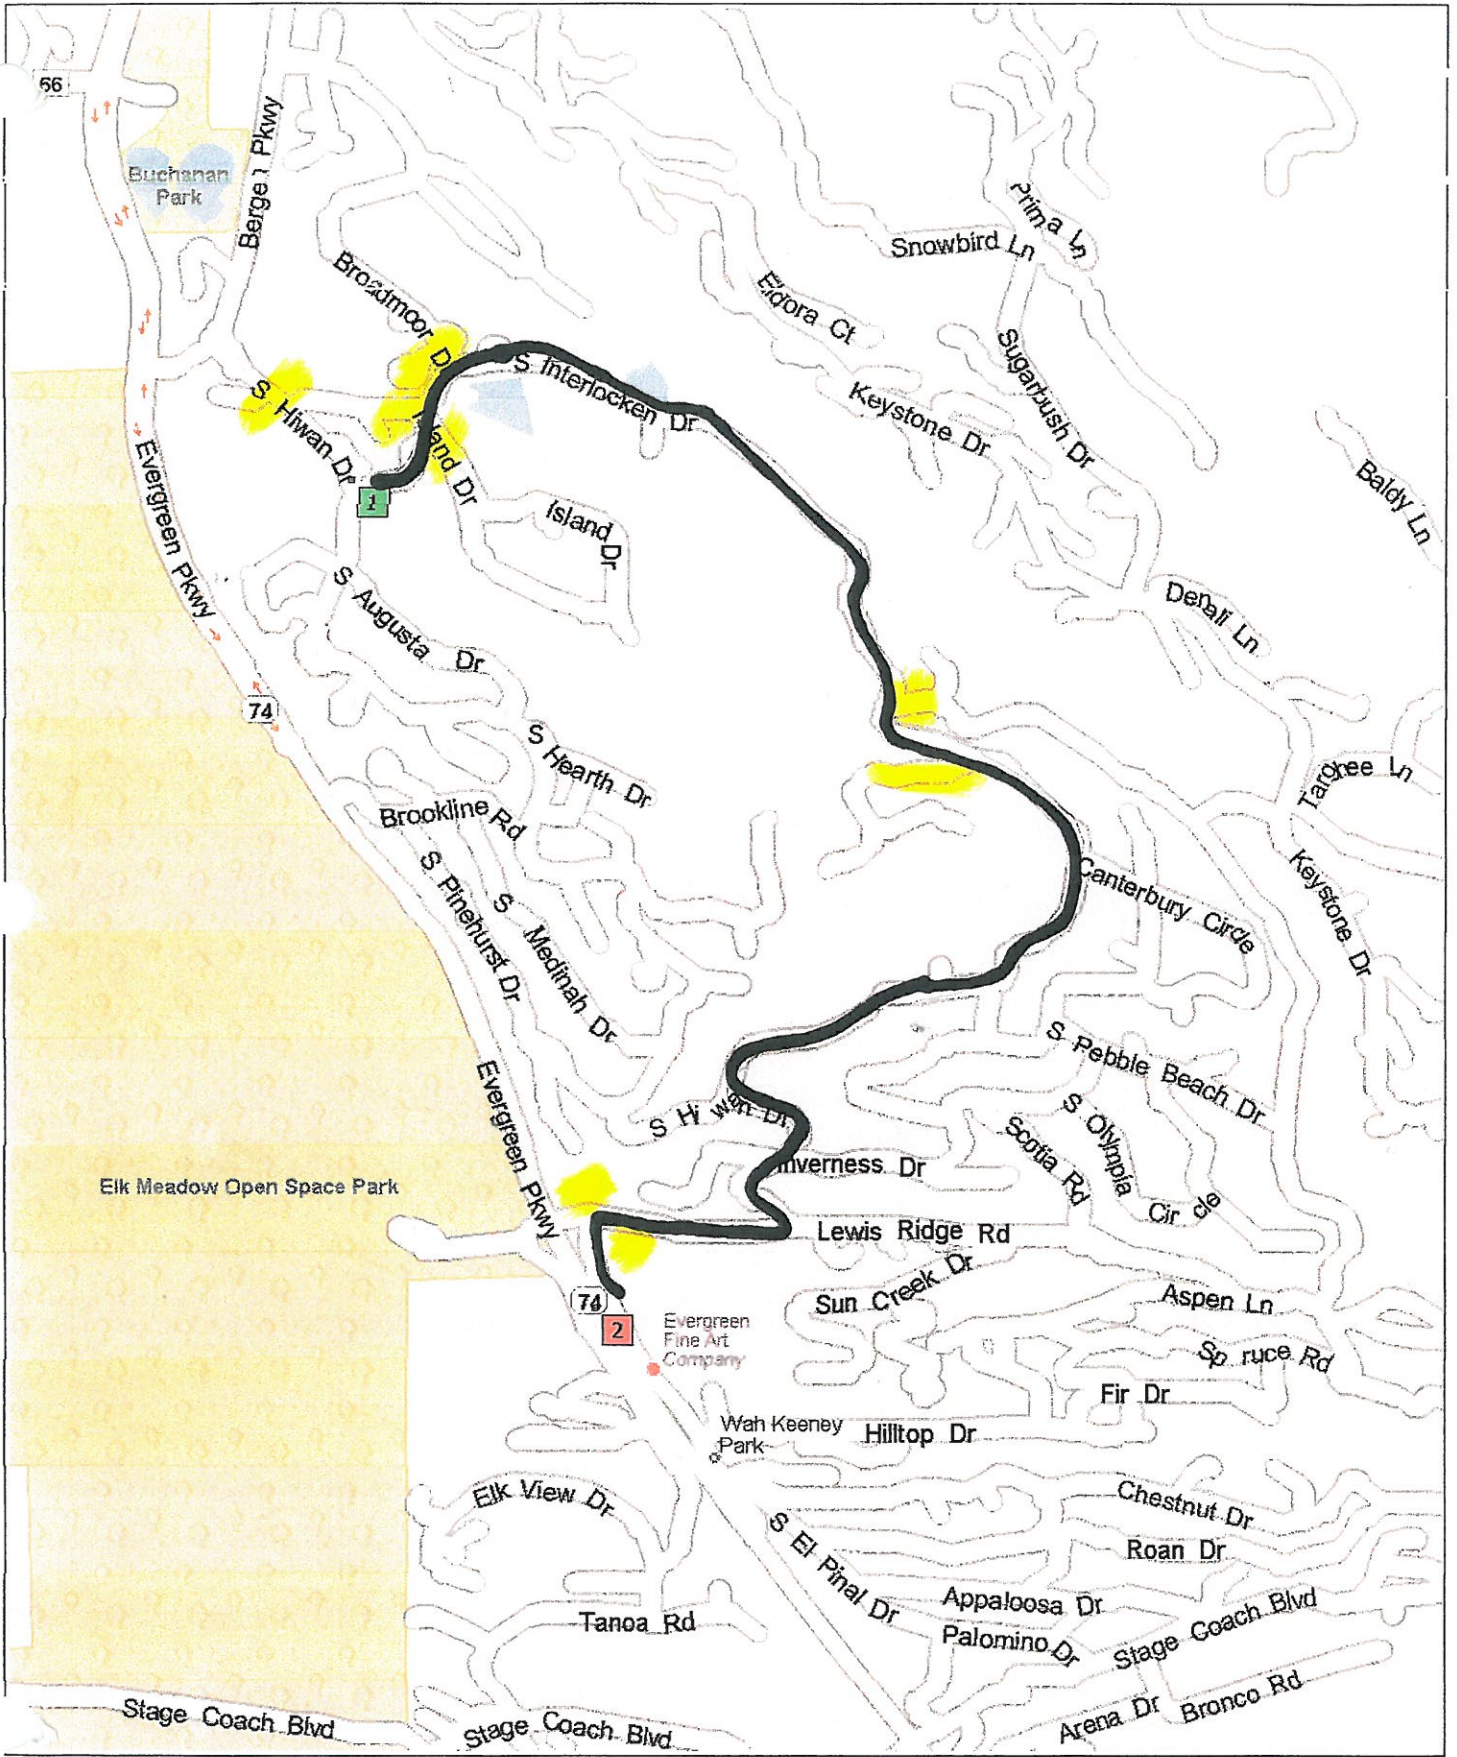 66
Buchanan
Park
Bergen Pkwy
Broadmoor D
Snowbird Ln
Prima Ln
Eldora Ct
S Interlocken Dr
Sugarbush Dr
Keystone Dr
S Hiwan Dr
Island Dr
1
Island Dr
Baldy Ln
Evergreen Pkwy
S Augusta Dr
Denali Ln
74
S Hearth Dr
Targhee Ln
Brookline Rd
S Pinehurst Dr
S Medinah Dr
Canterbury Circle
Keystone Dr
S Pebble Beach Dr
Evergreen Pkwy
S Hiwan Dr
S Olympia Circle
Scotia Rd
Inverness Dr
Elk Meadow Open Space Park
Lewis Ridge Rd
Sun Creek Dr
Aspen Ln
74
2
Evergreen
Fine Art
Company
Spruce Rd
Fir Dr
Wah Keeney
Park
Hilltop Dr
Elk View Dr
Chestnut Dr
S El Pinal Dr
Roan Dr
Tanoa Rd
Appaloosa Dr
Palomino Dr
Stage Coach Blvd
Arena Dr
Bronco Rd
Stage Coach Blvd
Stage Coach Blvd